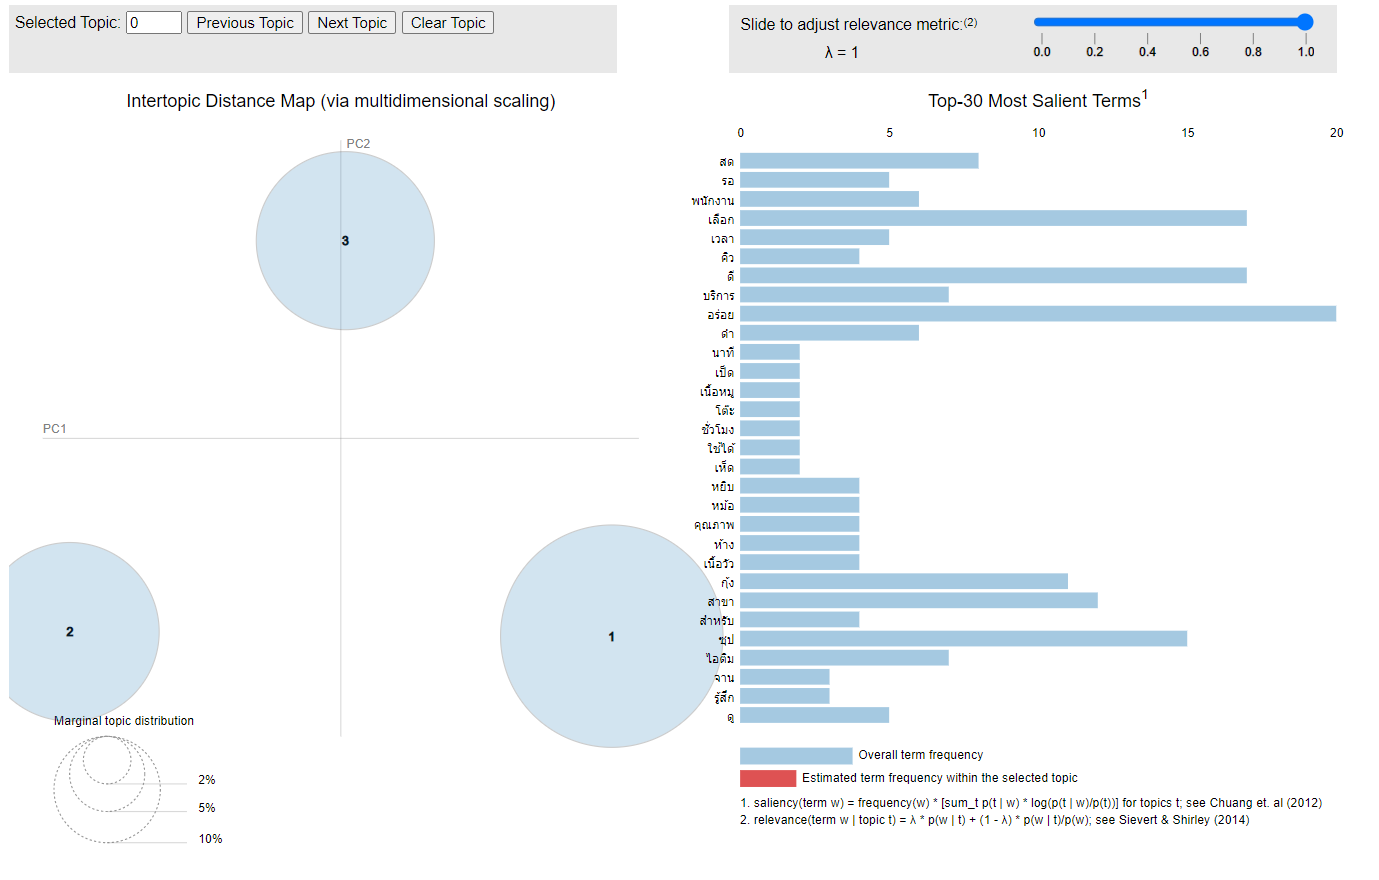 Selected Topic: 0 Previous Topic Next Topic Clear Topic
Slide to adjust relevance metric:(2)
λ = 1
0.0 0.2 0.4 0.6 0.8 1.0
Intertopic Distance Map (via multidimensional scaling)
PC2
PC1
3
2
1
Marginal topic distribution
2%
5%
10%
Top-30 Most Salient Terms1
0 5 10 15 20
สด
รอ
พนักงาน
เลือก
เวลา
คิว
ดี
บริการ
อร่อย
ดำ
นาที
เป็ด
เนื้อหมู
โต๊ะ
ชั่วโมง
ใช้ได้
เห็ด
หยิบ
หม้อ
คุณภาพ
ห้าง
เนื้อวัว
กุ้ง
สาขา
สำหรับ
ซุป
ไอติม
จาน
รู้สึก
ดู
Overall term frequency
Estimated term frequency within the selected topic
1. saliency(term w) = frequency(w) * [sum_t p(t | w) * log(p(t | w)/p(t))] for topics t; see Chuang et. al (2012)
2. relevance(term w | topic t) = λ * p(w | t) + (1 - λ) * p(w | t)/p(w); see Sievert & Shirley (2014)